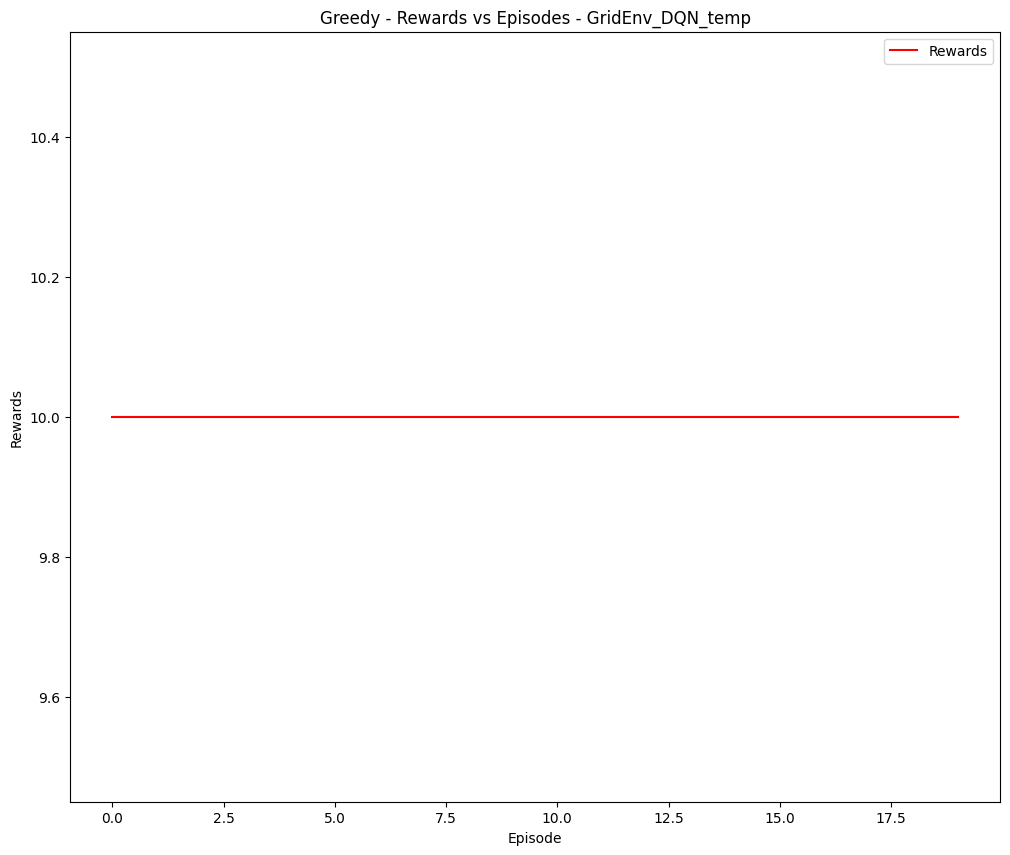 Greedy - Rewards vs Episodes - GridEnv_DQN_temp
Rewards
10.4
10.2
10.0
9.8
9.6
Rewards
0.0 2.5 5.0 7.5 10.0 12.5 15.0 17.5
Episode